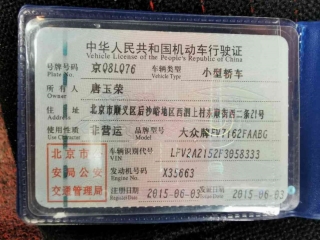 中华人民共和国机动车行驶证
Vehicle License of the People's Republic of China
号牌号码 京Q8LQ76 车辆类型 小型轿车
Plate No. Vehicle Type
所有人 唐玉荣
Owner
住址 北京市顺义区后沙峪地区西泗上村东南街西二条21号
使用性质 非营运 品牌型号 大众牌FV7162FAABG
北京市 车辆识别代号 LFV2A2152F3058333
VIN
安局公安 发动机号码 X35663
Engine No.
交通管理局 注册日期 2015-06-03 发证日期 2015-06-03